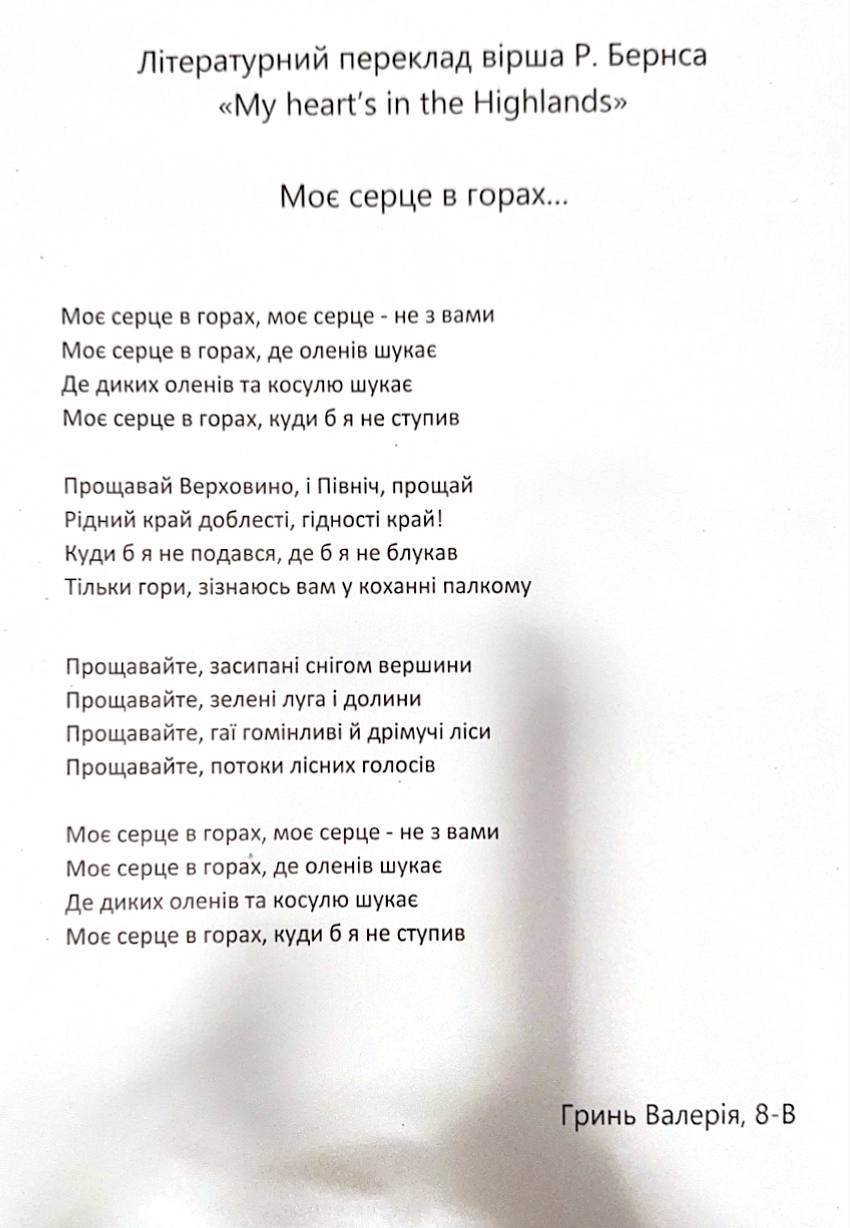 Літературний переклад вірша Р. Бернса
«My heart's in the Highlands»
Моє серце в горах...
Моє серце в горах, моє серце - не з вами
Моє серце в горах, де оленів шукає
Де диких оленів та косулю шукає
Моє серце в горах, куди б я не ступив
Прощавай Верховино, і Північ, прощай
Рідний край доблесті, гідності край!
Куди б я не подався, де б я не блукав
Тільки гори, зізнаюсь вам у коханні палкому
Прощавайте, засипані снігом вершини
Прощавайте, зелені луга і долини
Прощавайте, гаї гомінливі й дрімучі ліси
Прощавайте, потоки лісних голосів
Моє серце в горах, моє серце - не з вами
Моє серце в горах, де оленів шукає
Де диких оленів та косулю шукає
Моє серце в горах, куди б я не ступив
Гринь Валерія, 8-В